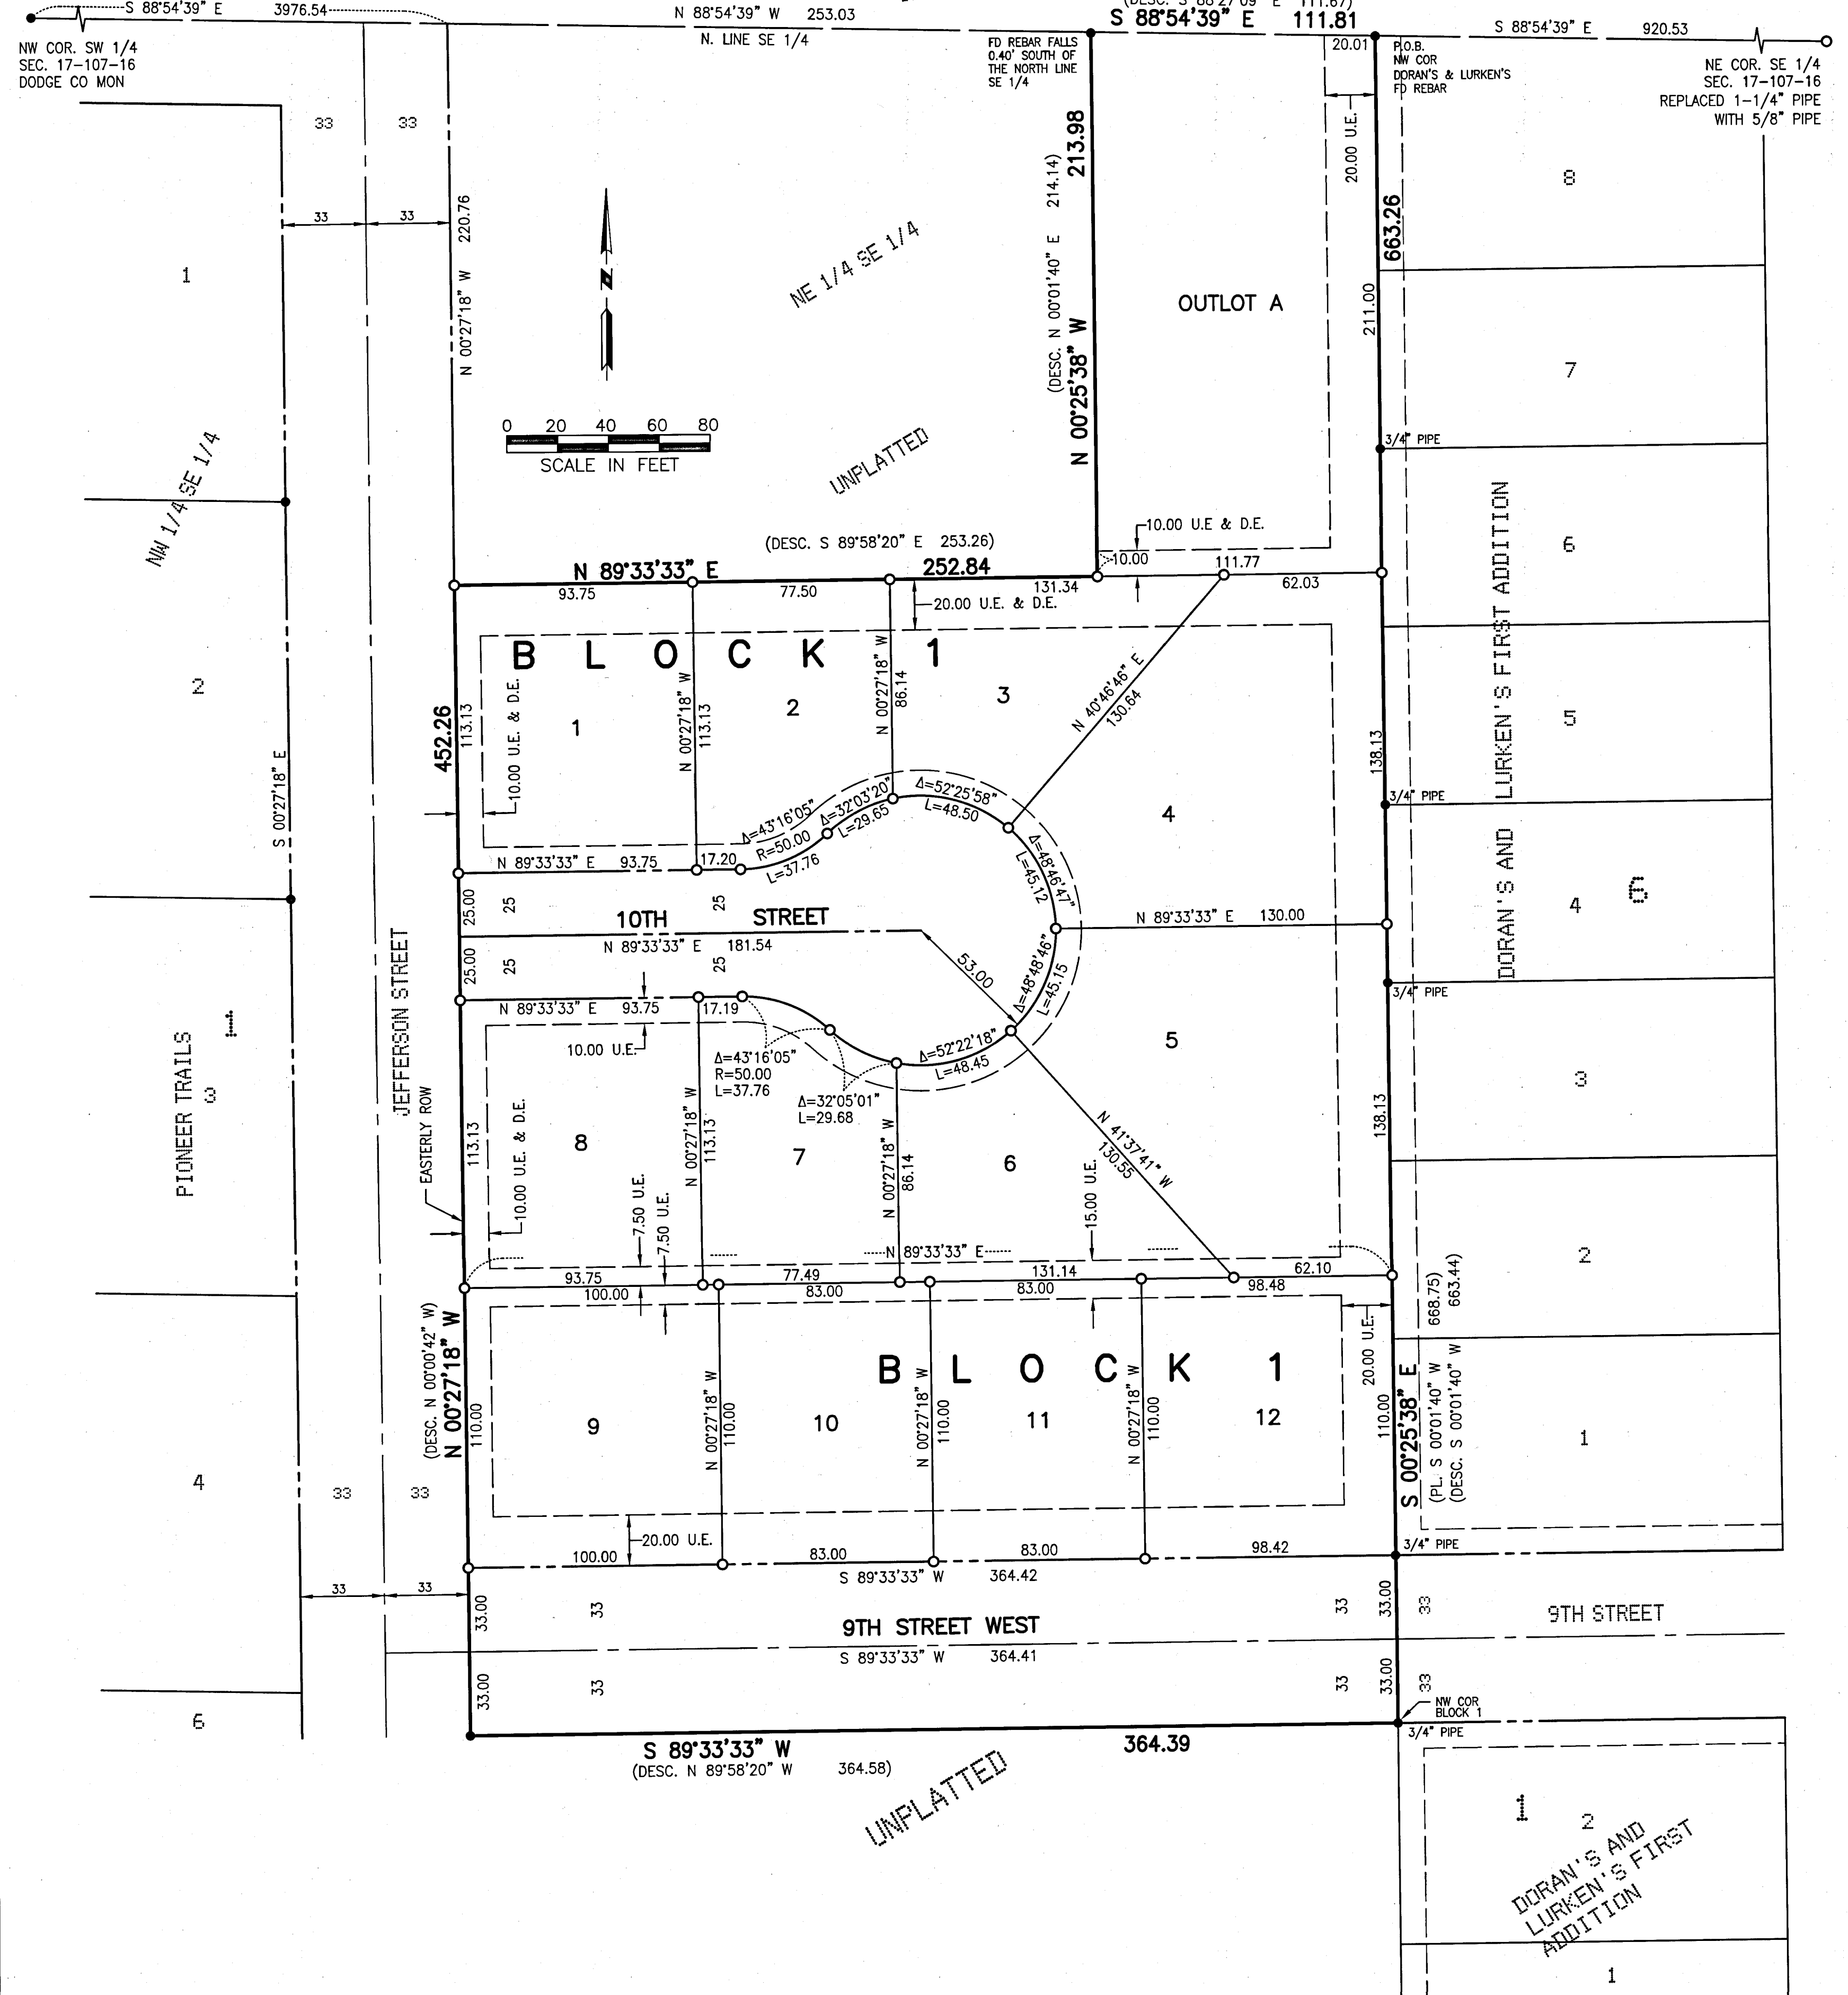 S 88°54'39" E 3976.54
N 88°54'39" W 253.03
N. LINE SE 1/4
S 88°54'39" E 111.81
S 88°54'39" E 920.53
NW COR. SW 1/4
SEC. 17-107-16
DODGE CO MON
FD REBAR FALLS
0.40' SOUTH OF
THE NORTH LINE
SE 1/4
20.01
P.O.B.
NW COR
DORAN'S & LURKEN'S
FD REBAR
NE COR. SE 1/4
SEC. 17-107-16
REPLACED 1-1/4" PIPE
WITH 5/8" PIPE
33 33
33 33
N 00°27'18" W 220.76
1
NW 1/4 SE 1/4
2
S 00°27'18" E
NE 1/4 SE 1/4
N
0 20 40 60 80
SCALE IN FEET
UNPLATTED
(DESC. N 00°01'40" E 214.14)
N 00°25'38" W 213.98
OUTLOT A
20.00 U.E.
663.26
211.00
8
7
3/4" PIPE
6
5
3/4" PIPE
4
6
3/4" PIPE
3
2
1
DORAN'S AND LURKEN'S FIRST ADDITION
10.00 U.E & D.E.
10.00
111.77
(DESC. S 89°58'20" E 253.26)
N 89°33'33" E 252.84
93.75
77.50
131.34
62.03
20.00 U.E. & D.E.
BLOCK 1
452.26
113.13
10.00 U.E. & D.E.
1
N 00°27'18" W
113.13
2
N 00°27'18" W
86.14
3
N 40°46'46" E
130.64
4
138.13
Δ=43°16'05"
R=50.00
L=37.76
Δ=32°03'20"
L=29.65
Δ=52°25'58"
L=48.50
Δ=48°46'47"
L=45.12
N 89°33'33" E 93.75
17.20
25.00
25
25
10TH STREET
N 89°33'33" E 181.54
25.00
25
25
53.00
N 89°33'33" E 130.00
Δ=48°48'46"
L=45.15
N 89°33'33" E 93.75
17.19
10.00 U.E.
Δ=43°16'05"
R=50.00
L=37.76
Δ=32°05'01"
L=29.68
Δ=52°22'18"
L=48.45
5
138.13
PIONEER TRAILS
1
3
JEFFERSON STREET
EASTERLY ROW
113.13
10.00 U.E. & D.E.
8
N 00°27'18" W
113.13
7
N 00°27'18" W
86.14
6
N 41°37'41" W
130.55
7.50 U.E.
7.50 U.E.
15.00 U.E.
N 89°33'33" E
93.75
77.49
131.14
62.10
100.00
83.00
83.00
98.48
4
(DESC. N 00°00'42" W)
N 00°27'18" W
110.00
9
N 00°27'18" W
110.00
10
BLOCK 1
N 00°27'18" W
110.00
11
N 00°27'18" W
110.00
12
20.00 U.E.
110.00
S 00°25'38" E
(PL. S 00°01'40" W 668.75)
(DESC. S 00°01'40" W 663.44)
33 33
20.00 U.E.
100.00
83.00
83.00
98.42
S 89°33'33" W 364.42
3/4" PIPE
33 33
33.00
33
33
33.00
33
9TH STREET WEST
9TH STREET
S 89°33'33" W 364.41
33.00
33
33
33.00
33
6
NW COR
BLOCK 1
3/4" PIPE
S 89°33'33" W 364.39
(DESC. N 89°58'20" W 364.58)
UNPLATTED
1
2
DORAN'S AND
LURKEN'S FIRST
ADDITION
1